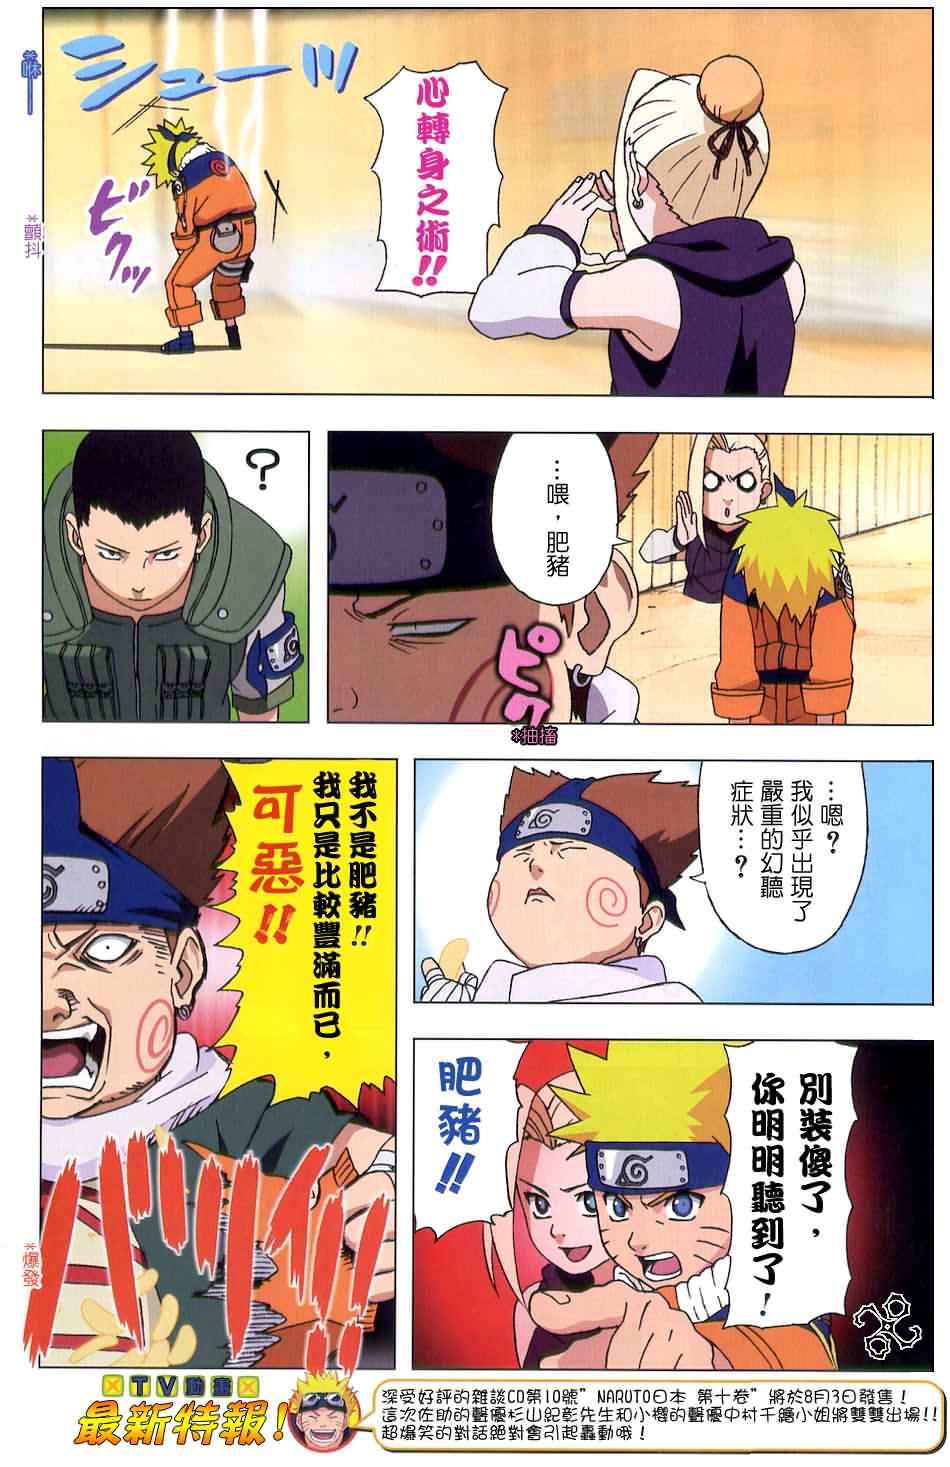 シューッ
*咻
心轉身之術!!
ビクッ
*顫抖
…喂，肥豬
ピク
*抽搐
?
…嗯?
我似乎出現了
嚴重的幻聽
症狀…?
我不是肥豬!!
我只是比較豐滿而已，
可惡!!
別裝傻了，
你明明聽到了!
肥豬!!
バリイ!!
*爆發
TV動畫
最新特報!
深受好評的雜談CD第10號"NARUTO日本 第十卷"將於8月3日發售!
這次佐助的聲優杉山紀彰先生和小櫻的聲優中村千繪小姐將雙雙出場!!
超爆笑的對話絕對會引起轟動哦!